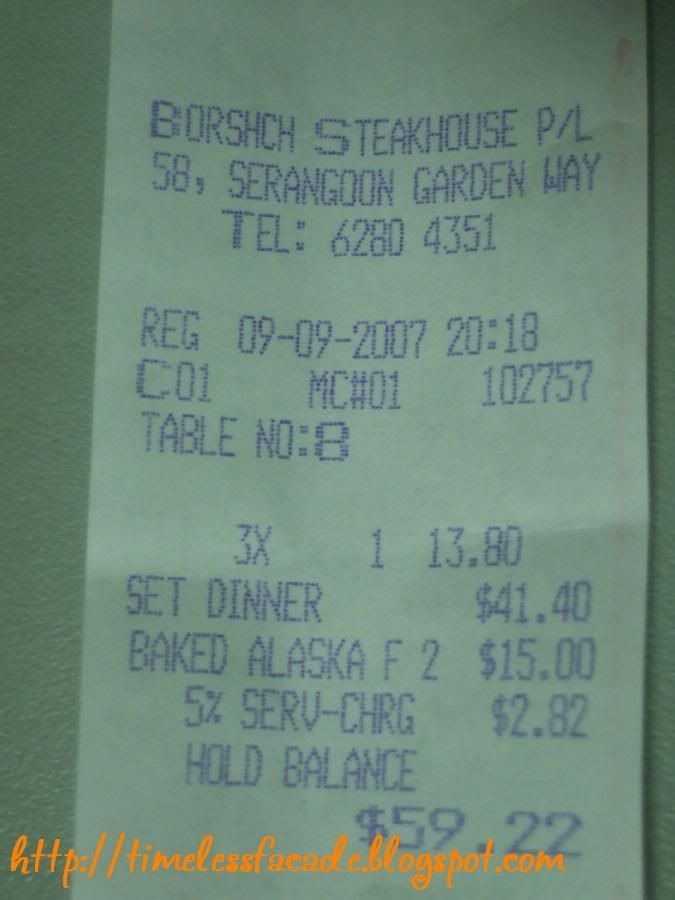 BORSHCH STEAKHOUSE P/L
58, SERANGOON GARDEN WAY
TEL: 6280 4351
REG 09-09-2007 20:18
C01 MC#01 102757
TABLE NO:8
3X 1 13.80
SET DINNER $41.40
BAKED ALASKA F 2 $15.00
5% SERV-CHRG $2.82
HOLD BALANCE
$59.22
http://timelessfacade.blogspot.com